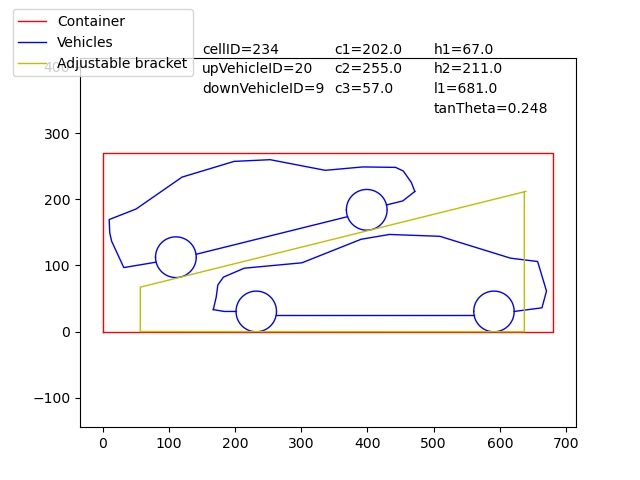 Container
Vehicles
Adjustable bracket
cellID=234 c1=202.0 h1=67.0
upVehicleID=20 c2=255.0 h2=211.0
downVehicleID=9 c3=57.0 l1=681.0
tanTheta=0.248
400
300
200
100
0
−100
0 100 200 300 400 500 600 700